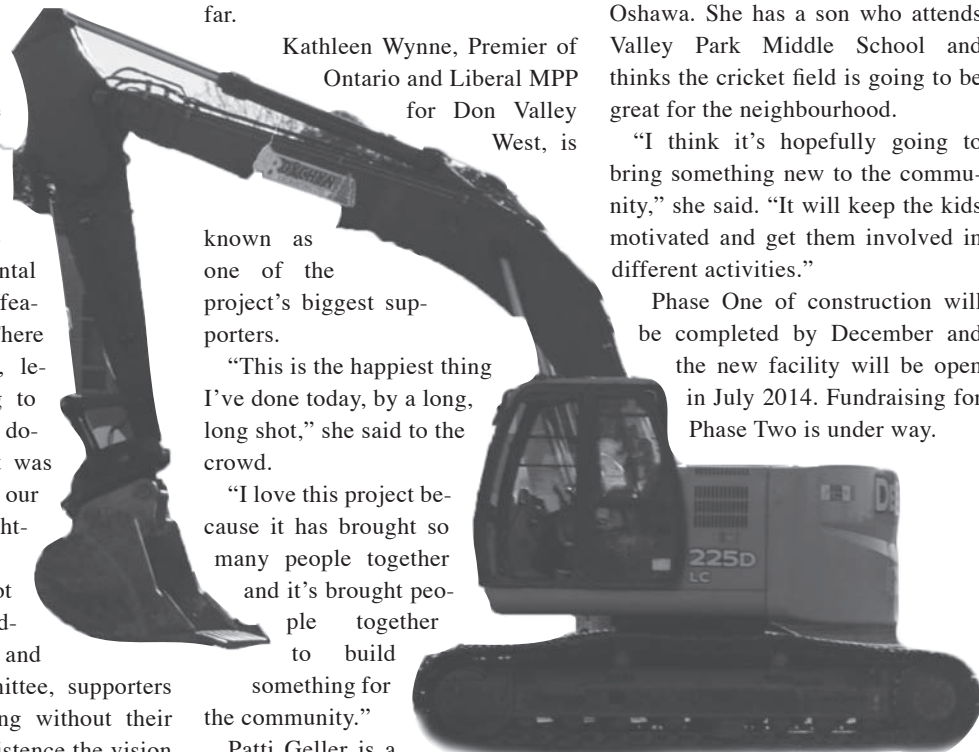 fea-
le-
to
do-
was
our
and
supporters
without their
the vision
far.
Kathleen Wynne, Premier of
Ontario and Liberal MPP
for Don Valley
West, is
known as
one of the
project's biggest sup-
porters.
“This is the happiest thing
I've done today, by a long,
long shot,” she said to the
crowd.
“I love this project be-
cause it has brought so
many people together
and it's brought peo-
ple together
to build
something for
the community.”
Patti Geller is a
Oshawa. She has a son who attends
Valley Park Middle School and
thinks the cricket field is going to be
great for the neighbourhood.
“I think it's hopefully going to
bring something new to the commu-
nity,” she said. “It will keep the kids
motivated and get them involved in
different activities.”
Phase One of construction will
be completed by December and
the new facility will be open
in July 2014. Fundraising for
Phase Two is under way.
225D
LC